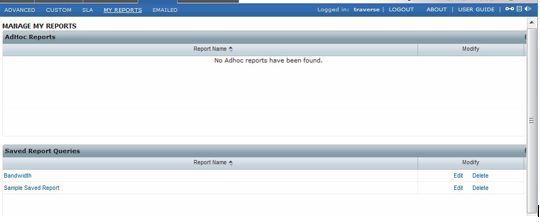 ADVANCED CUSTOM SLA MY REPORTS EMAILED Logged in: traverse | LOGOUT ABOUT | USER GUIDE |
MANAGE MY REPORTS
AdHoc Reports
Report Name Modify
No Adhoc reports have been found.
Saved Report Queries
Report Name Modify
Bandwidth Edit Delete
Sample Saved Report Edit Delete